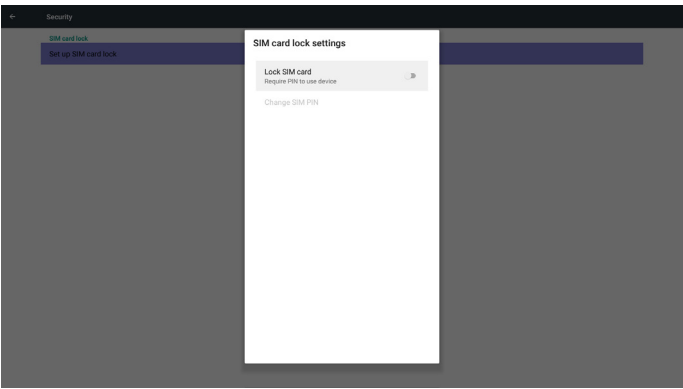 Security
SIM card lock
Set up SIM card lock
SIM card lock settings
Lock SIM card
Require PIN to use device
Change SIM PIN